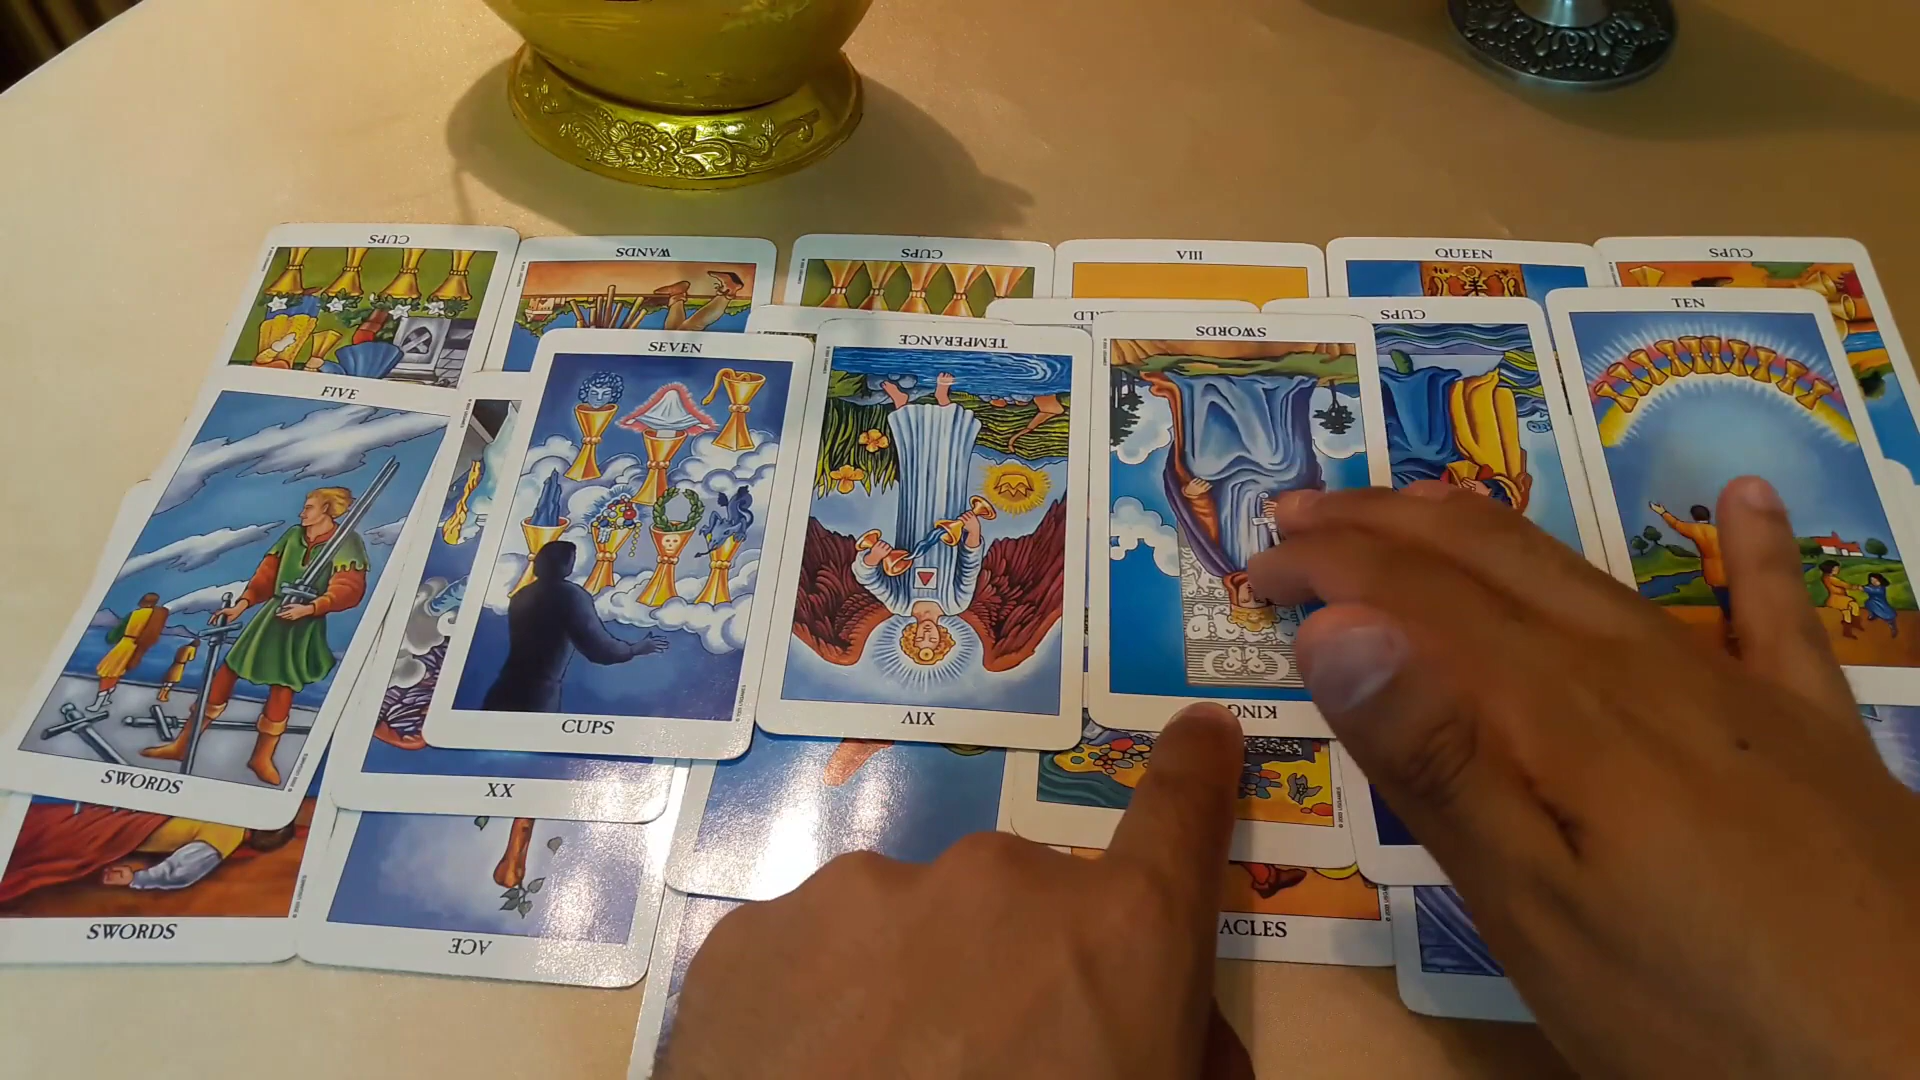 CUPS
WANDS
CUPS
VIII
QUEEN
CUPS
TEN
CUPS
SWORDS
TEMPERANCE
SEVEN
FIVE
KING
XIV
CUPS
SWORDS
XX
ACLES
SWORDS
ACE